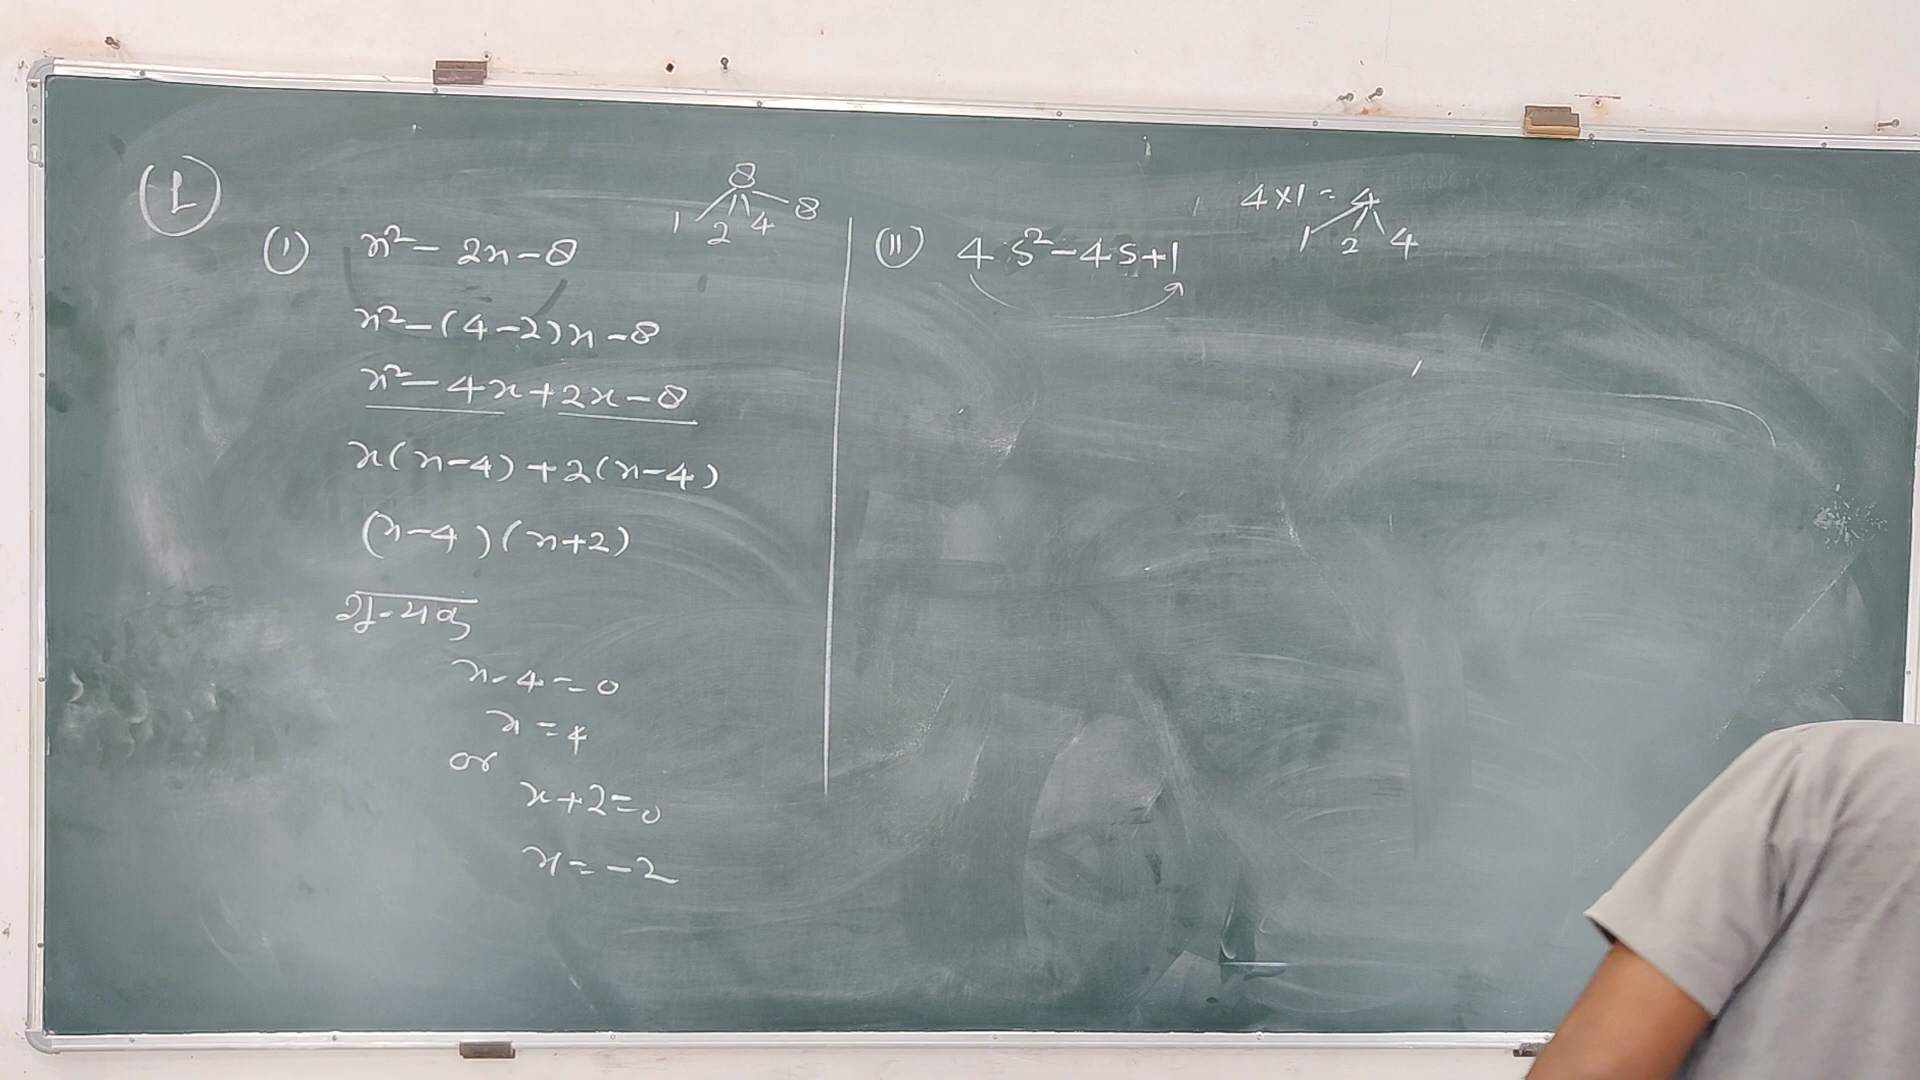 1
(i) x² - 2x - 8
8
1 2 4 8
x² - (4-2)x - 8
x² - 4x + 2x - 8
x(x-4) + 2(x-4)
(x-4)(x+2)
शून्यक
x - 4 = 0
x = 4
or
x + 2 = 0
x = -2
(ii) 4s² - 4s + 1
4×1 = 4
1 2 4